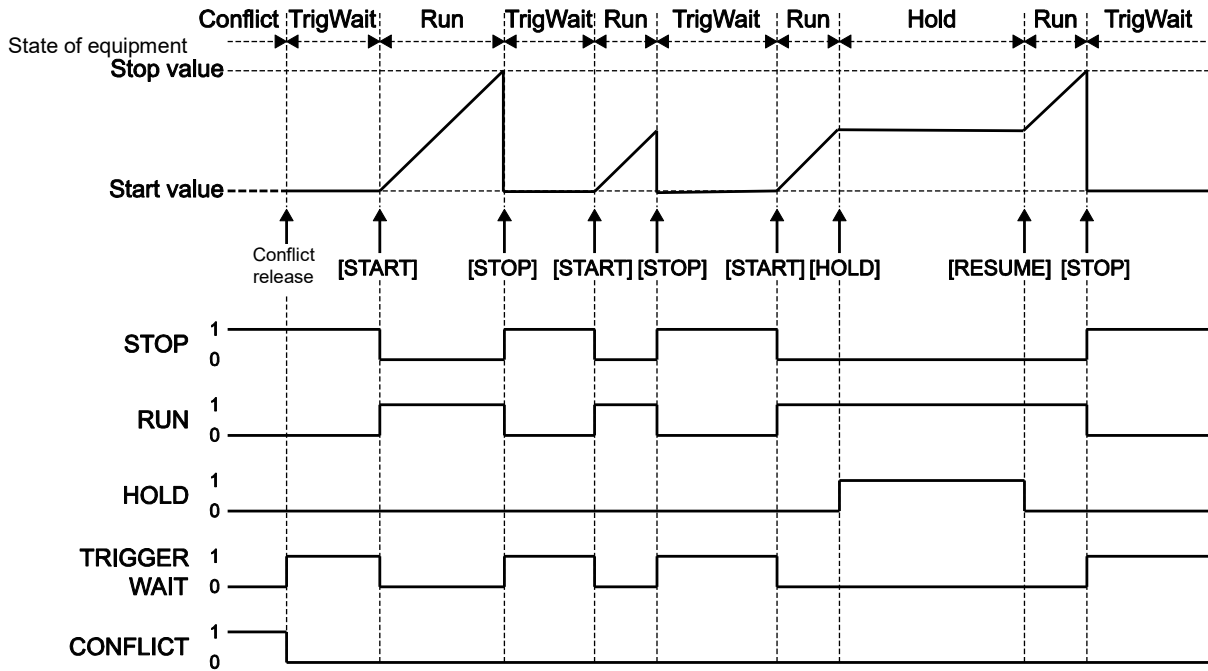 Conflict TrigWait Run TrigWait Run TrigWait Run Hold Run TrigWait
State of equipment
Stop value
Start value
Conflict
release
[START] [STOP] [START] [STOP] [START] [HOLD] [RESUME] [STOP]
STOP 1
0
RUN 1
0
HOLD 1
0
TRIGGER 1
WAIT 0
CONFLICT 1
0